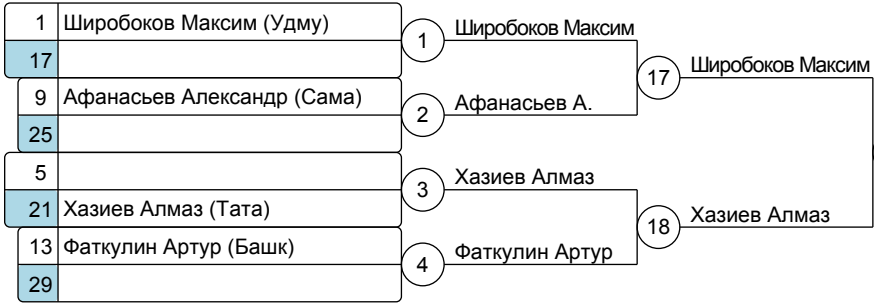 1 Широбоков Максим (Удму)
17
9 Афанасьев Александр (Сама)
25
5
21 Хазиев Алмаз (Тата)
13 Фаткулин Артур (Башк)
29
1 Широбоков Максим
2 Афанасьев А.
3 Хазиев Алмаз
4 Фаткулин Артур
17 Широбоков Максим
18 Хазиев Алмаз